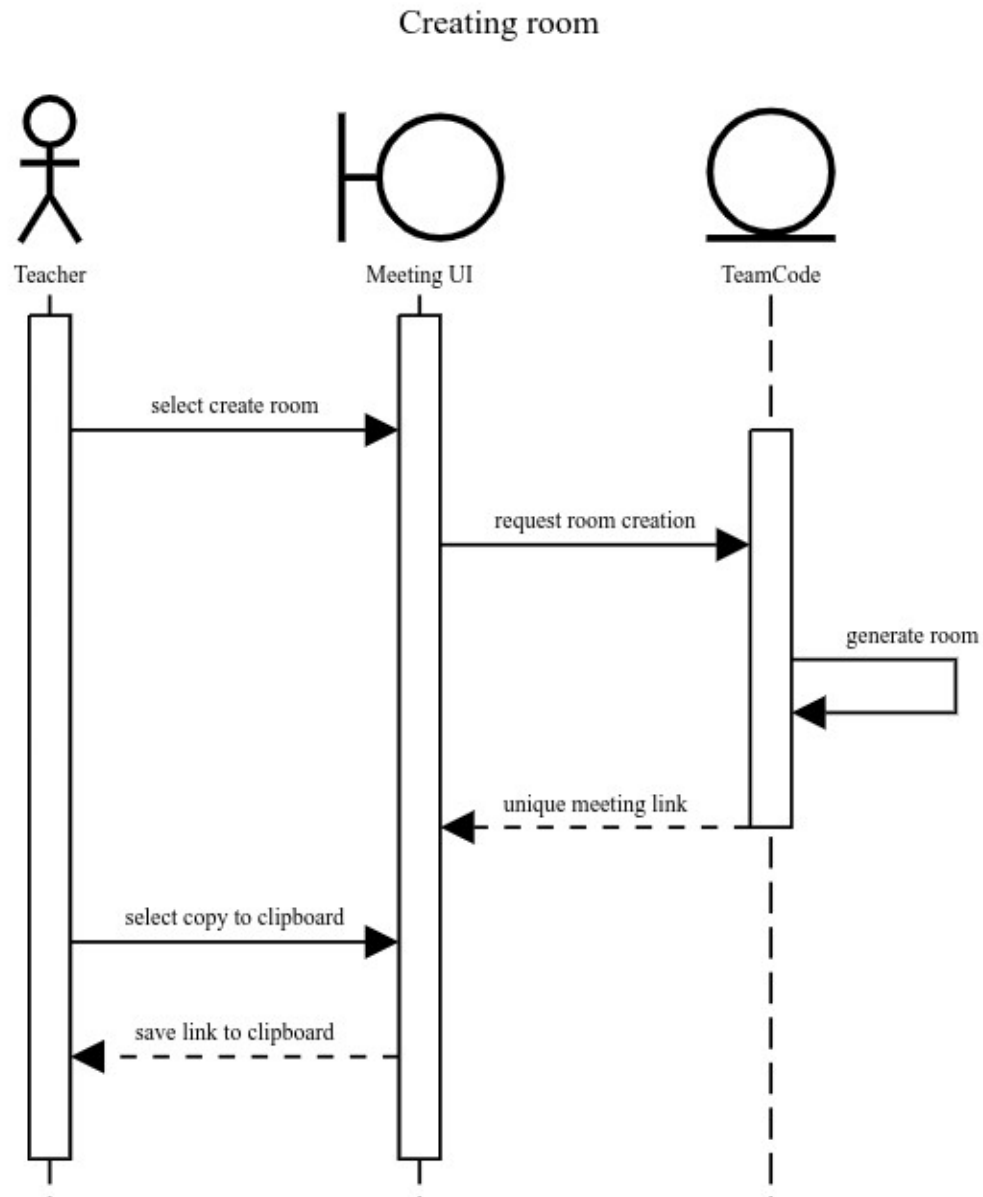 Creating room
Teacher
Meeting UI
TeamCode
select create room
request room creation
generate room
unique meeting link
select copy to clipboard
save link to clipboard